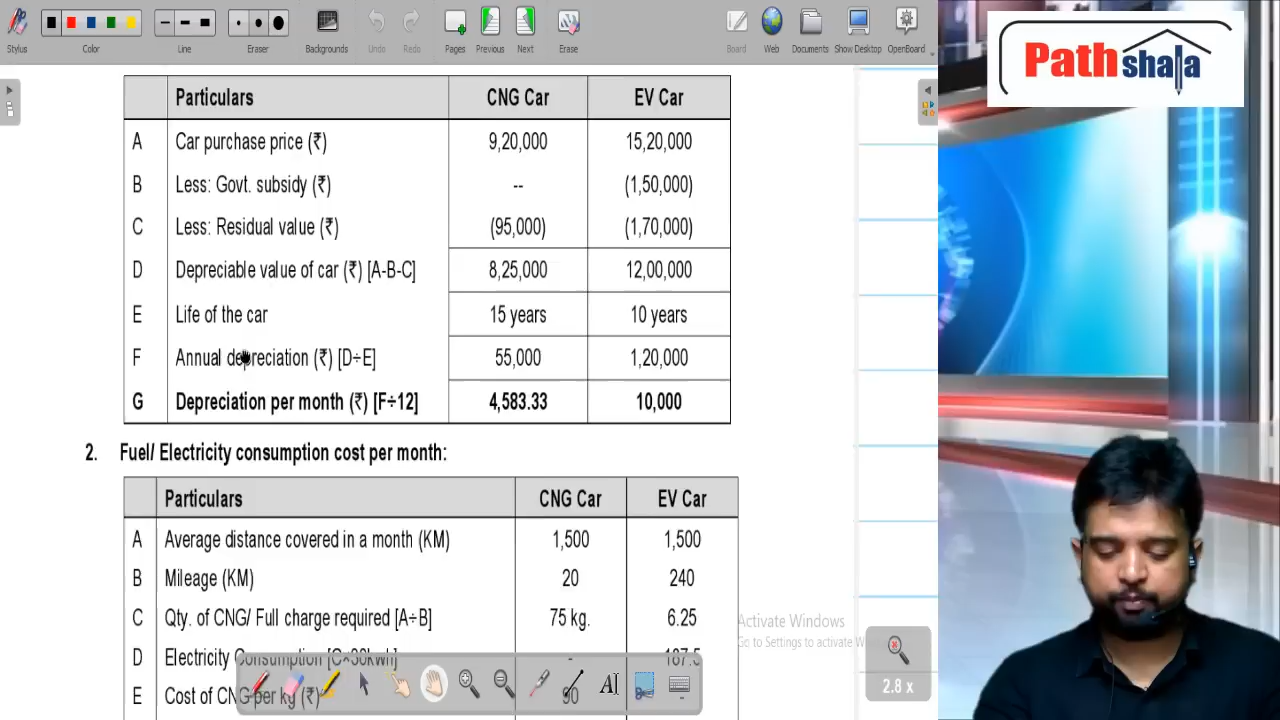 Stylus Color Line Eraser Backgrounds Undo Redo Pages Previous Next Erase Board Web Documents Show Desktop OpenBoard
Path shala
Particulars CNG Car EV Car
A Car purchase price (₹) 9,20,000 15,20,000
B Less: Govt. subsidy (₹) -- (1,50,000)
C Less: Residual value (₹) (95,000) (1,70,000)
D Depreciable value of car (₹) [A-B-C] 8,25,000 12,00,000
E Life of the car 15 years 10 years
F Annual depreciation (₹) [D÷E] 55,000 1,20,000
G Depreciation per month (₹) [F÷12] 4,583.33 10,000
2. Fuel/ Electricity consumption cost per month:
Particulars CNG Car EV Car
A Average distance covered in a month (KM) 1,500 1,500
B Mileage (KM) 20 240
C Qty. of CNG/ Full charge required [A÷B] 75 kg. 6.25
D Electricity Consumption [C×30kwh] - 187.5
E Cost of CNG per kg (₹)
Activate Windows
Go to Settings to activate
2.8 x